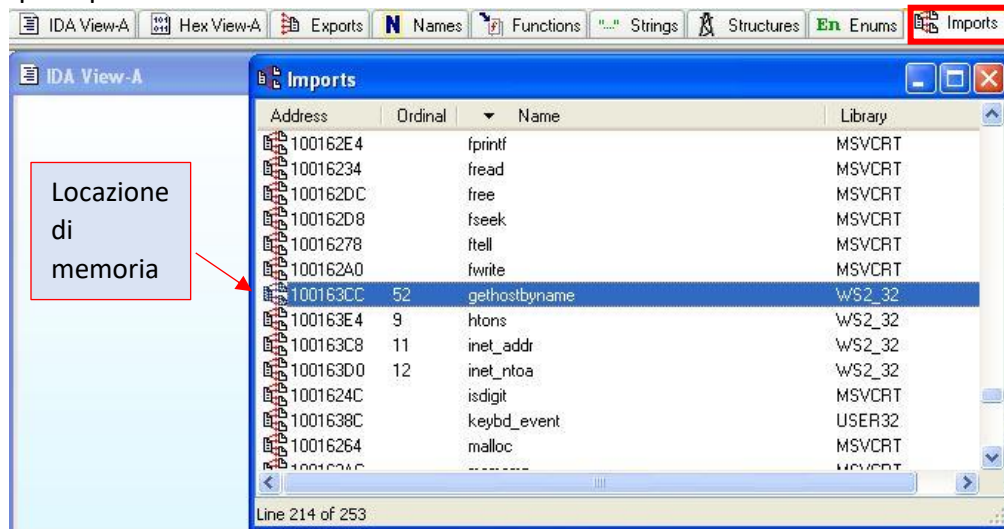 IDA View-A Hex View-A Exports N Names Functions "..." Strings Structures En Enums Imports
IDA View-A
Imports
Address Ordinal Name Library
100162E4 fprintf MSVCRT
10016234 fread MSVCRT
100162DC free MSVCRT
100162D8 fseek MSVCRT
10016278 ftell MSVCRT
100162A0 fwrite MSVCRT
100163CC 52 gethostbyname WS2_32
100163E4 9 htons WS2_32
100163C8 11 inet_addr WS2_32
100163D0 12 inet_ntoa WS2_32
1001624C isdigit MSVCRT
1001638C keybd_event USER32
10016264 malloc MSVCRT
Locazione
di
memoria
Line 214 of 253